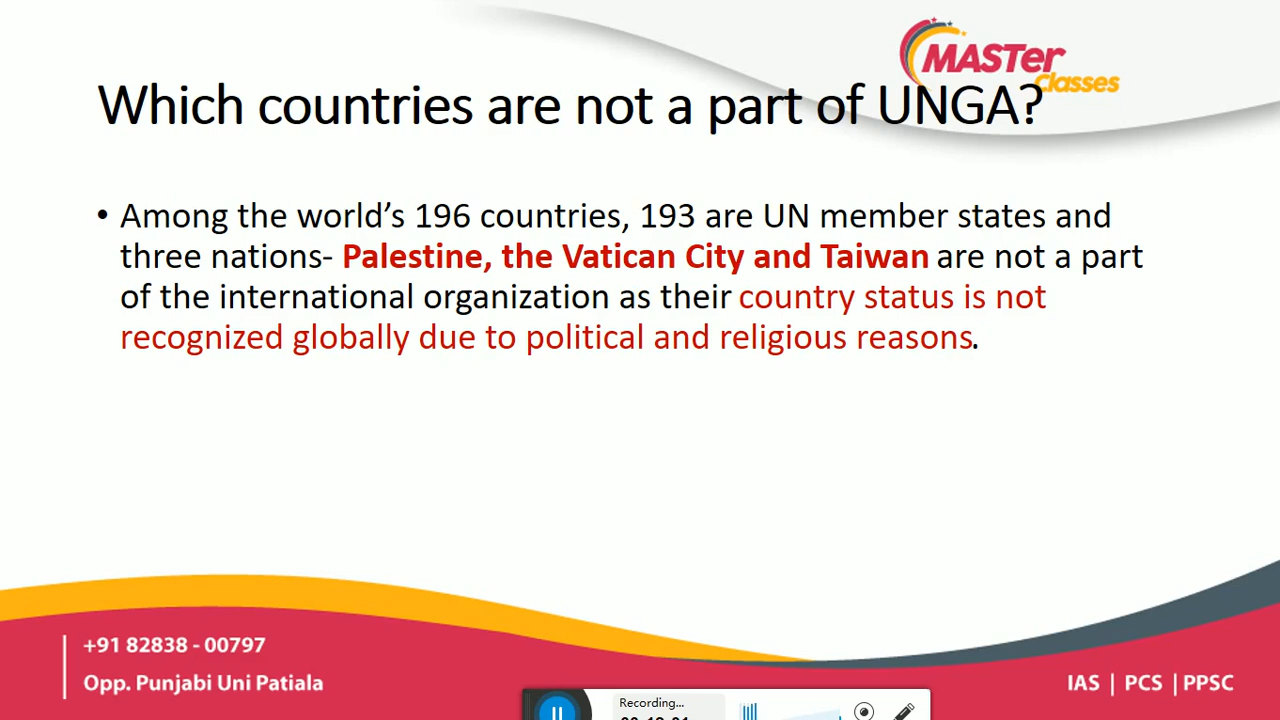 MASTer
Classes
Which countries are not a part of UNGA?
• Among the world’s 196 countries, 193 are UN member states and
three nations- Palestine, the Vatican City and Taiwan are not a part
of the international organization as their country status is not
recognized globally due to political and religious reasons.
+91 82838 - 00797
Opp. Punjabi Uni Patiala
IAS | PCS | PPSC
Recording...